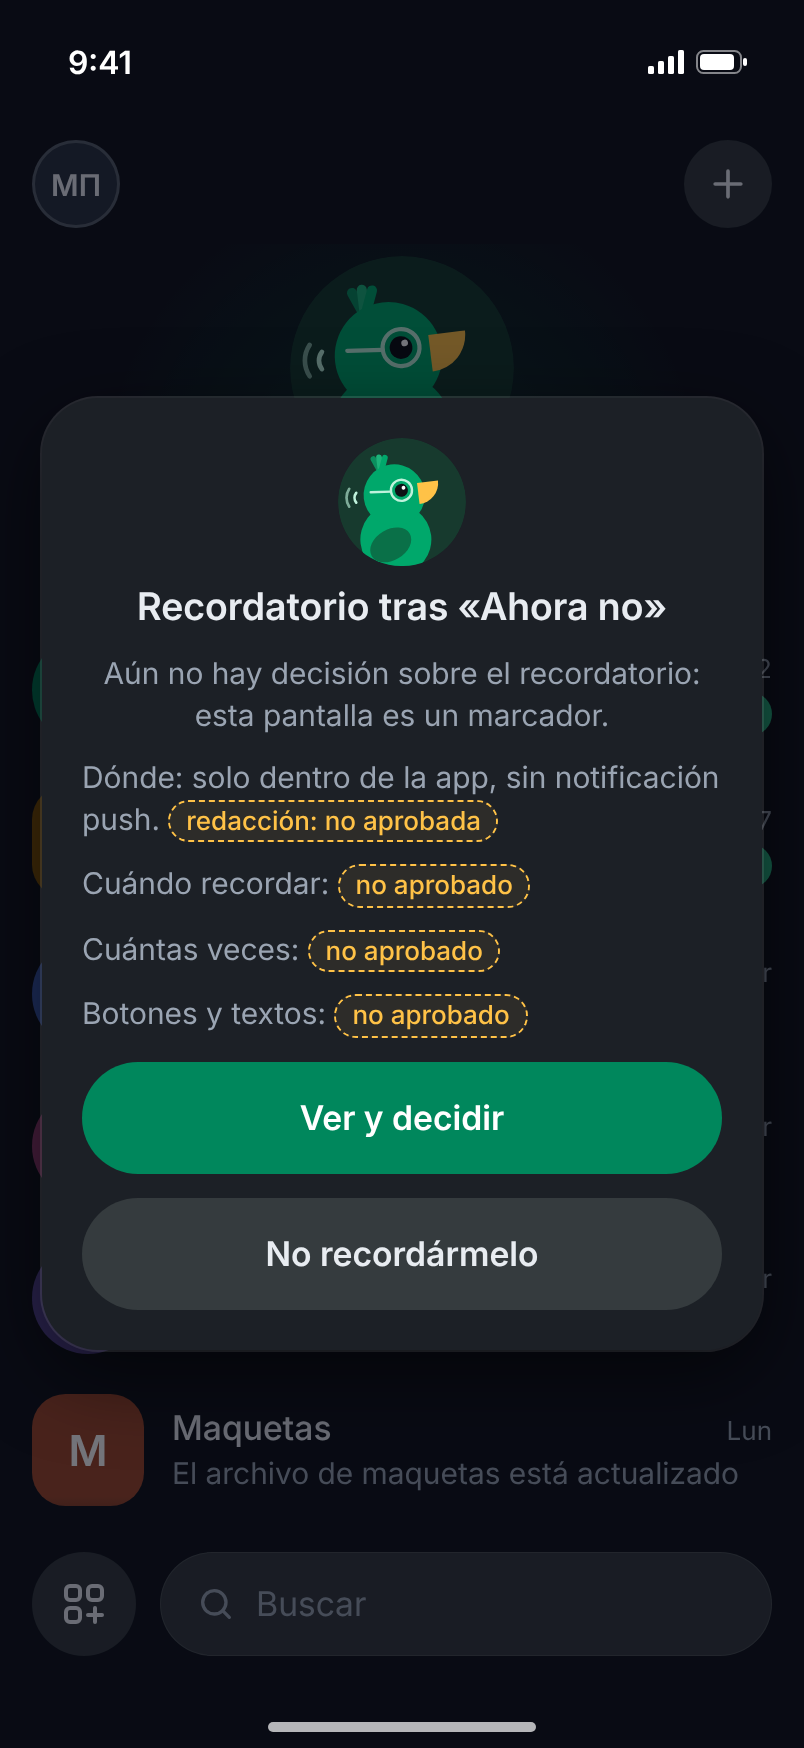 9:41
МП
Recordatorio tras «Ahora no»
Aún no hay decisión sobre el recordatorio:
esta pantalla es un marcador.
Dónde: solo dentro de la app, sin notificación
push. redacción: no aprobada
Cuándo recordar: no aprobado
Cuántas veces: no aprobado
Botones y textos: no aprobado
Ver y decidir
No recordármelo
M
Maquetas
Lun
El archivo de maquetas está actualizado
Buscar